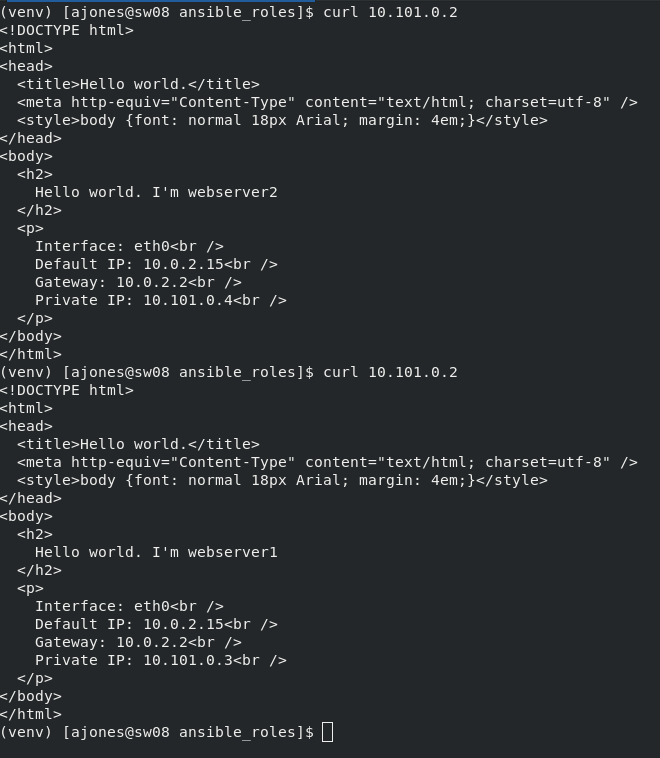 (venv) [ajones@sw08 ansible_roles]$ curl 10.101.0.2
<!DOCTYPE html>
<html>
<head>
  <title>Hello world.</title>
  <meta http-equiv="Content-Type" content="text/html; charset=utf-8" />
  <style>body {font: normal 18px Arial; margin: 4em;}</style>
</head>
<body>
  <h2>
    Hello world. I'm webserver2
  </h2>
  <p>
    Interface: eth0<br />
    Default IP: 10.0.2.15<br />
    Gateway: 10.0.2.2<br />
    Private IP: 10.101.0.4<br />
  </p>
</body>
</html>
(venv) [ajones@sw08 ansible_roles]$ curl 10.101.0.2
<!DOCTYPE html>
<html>
<head>
  <title>Hello world.</title>
  <meta http-equiv="Content-Type" content="text/html; charset=utf-8" />
  <style>body {font: normal 18px Arial; margin: 4em;}</style>
</head>
<body>
  <h2>
    Hello world. I'm webserver1
  </h2>
  <p>
    Interface: eth0<br />
    Default IP: 10.0.2.15<br />
    Gateway: 10.0.2.2<br />
    Private IP: 10.101.0.3<br />
  </p>
</body>
</html>
(venv) [ajones@sw08 ansible_roles]$